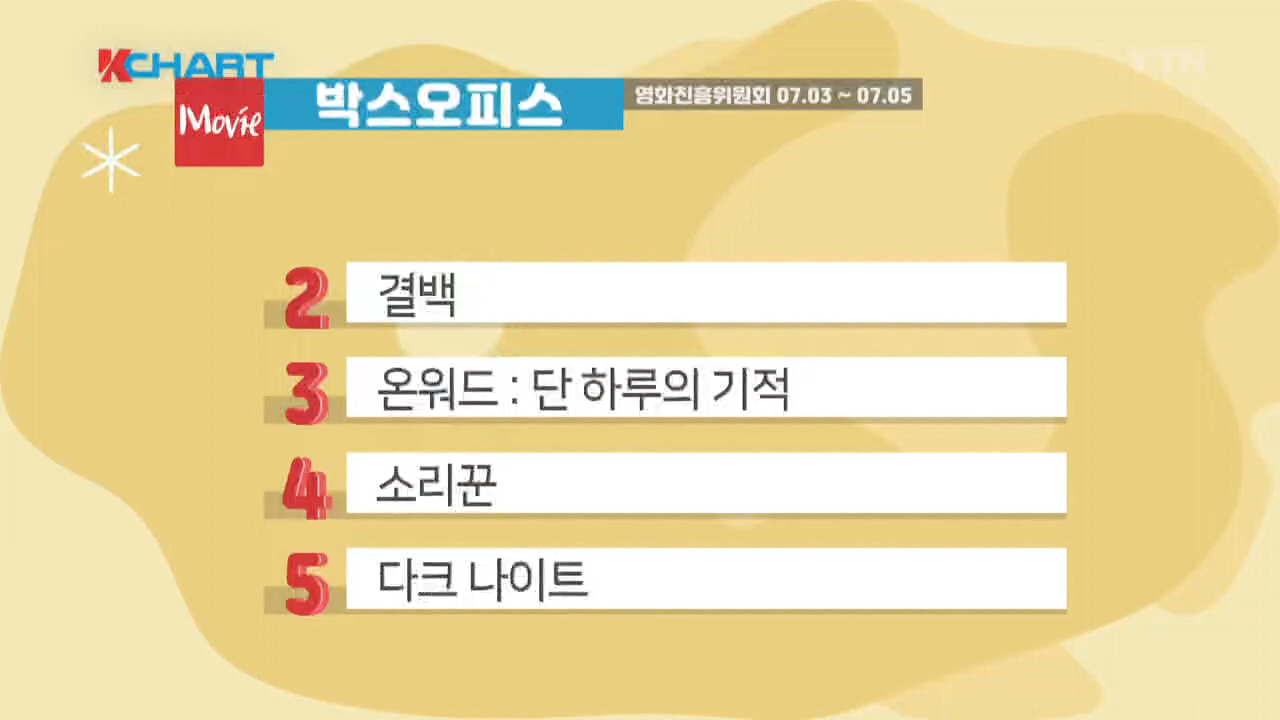 KCHART
Movie
박스오피스
영화진흥위원회 07.03 ~ 07.05
YTN
2 결백
3 온워드 : 단 하루의 기적
4 소리꾼
5 다크 나이트